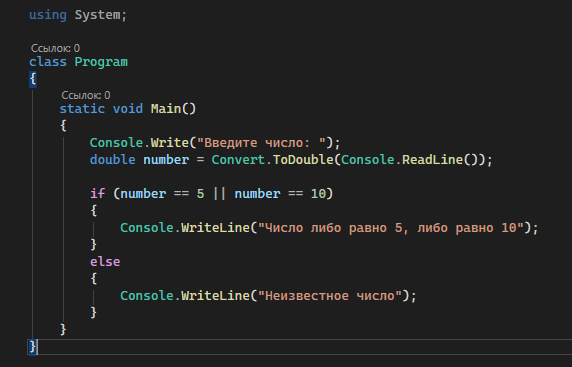 using System;
Ссылок: 0
class Program
{
Ссылок: 0
static void Main()
{
Console.Write("Введите число: ");
double number = Convert.ToDouble(Console.ReadLine());
if (number == 5 || number == 10)
{
Console.WriteLine("Число либо равно 5, либо равно 10");
}
else
{
Console.WriteLine("Неизвестное число");
}
}
}